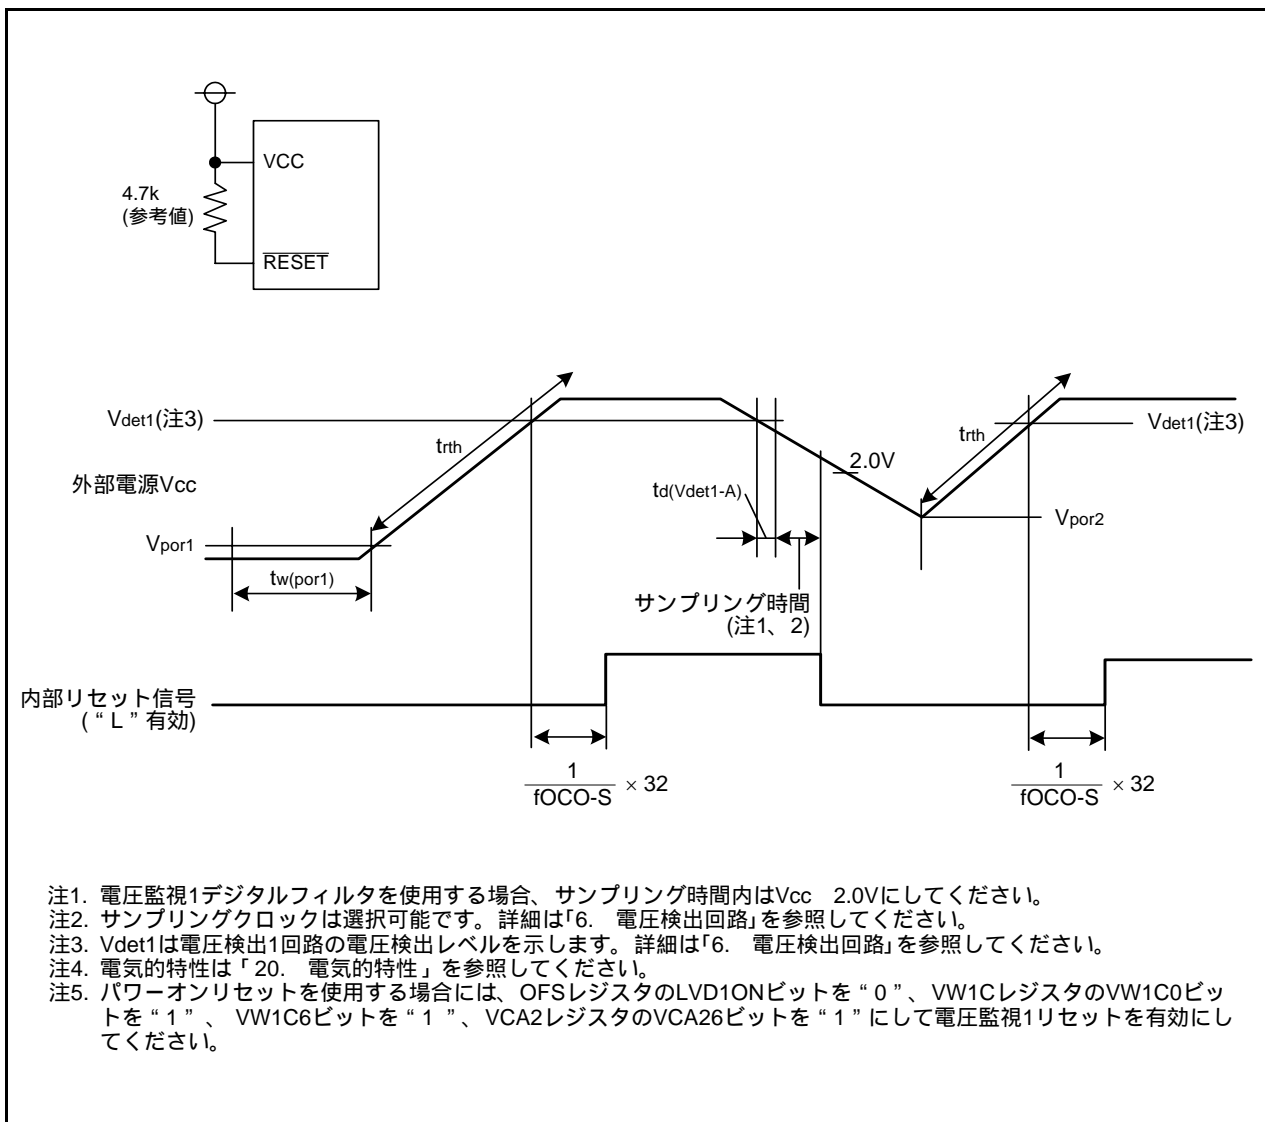 VCC
4.7k
(参考値)
RESET
Vdet1(注3)
trth
外部電源Vcc
Vpor1
tw(por1)
td(Vdet1-A)
2.0V
サンプリング時間
(注1、2)
trth
Vdet1(注3)
Vpor2
内部リセット信号
(“L”有効)
1
fOCO-S
× 32
1
fOCO-S
× 32
注1. 電圧監視1デジタルフィルタを使用する場合、サンプリング時間内はVcc 2.0Vにしてください。
注2. サンプリングクロックは選択可能です。詳細は「6. 電圧検出回路」を参照してください。
注3. Vdet1は電圧検出1回路の電圧検出レベルを示します。詳細は「6. 電圧検出回路」を参照してください。
注4. 電気的特性は「20. 電気的特性」を参照してください。
注5. パワーオンリセットを使用する場合には、OFSレジスタのLVD1ONビットを“0”、VW1CレジスタのVW1C0ビッ
トを“1”、VW1C6ビットを“1”、VCA2レジスタのVCA26ビットを“1”にして電圧監視1リセットを有効にし
てください。